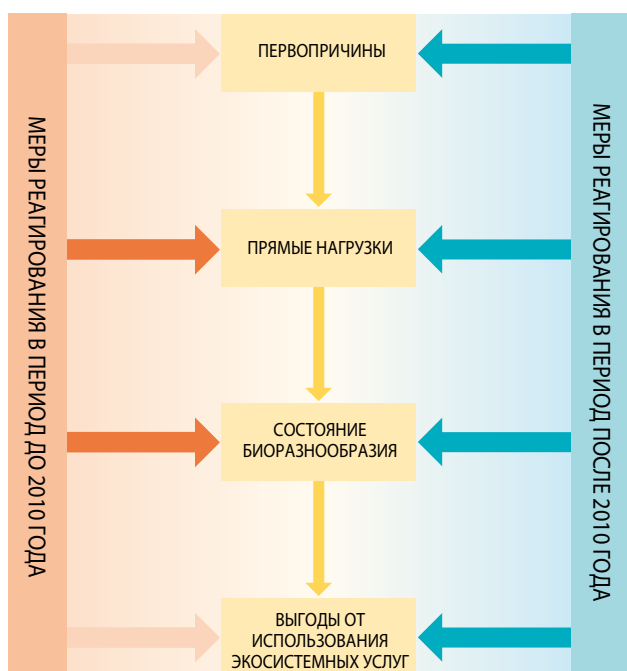 МЕРЫ РЕАГИРОВАНИЯ В ПЕРИОД ДО 2010 ГОДА
ПЕРВОПРИЧИНЫ
ПРЯМЫЕ НАГРУЗКИ
СОСТОЯНИЕ
БИОРАЗНООБРАЗИЯ
ВЫГОДЫ ОТ
ИСПОЛЬЗОВАНИЯ
ЭКОСИСТЕМНЫХ УСЛУГ
МЕРЫ РЕАГИРОВАНИЯ В ПЕРИОД ПОСЛЕ 2010 ГОДА